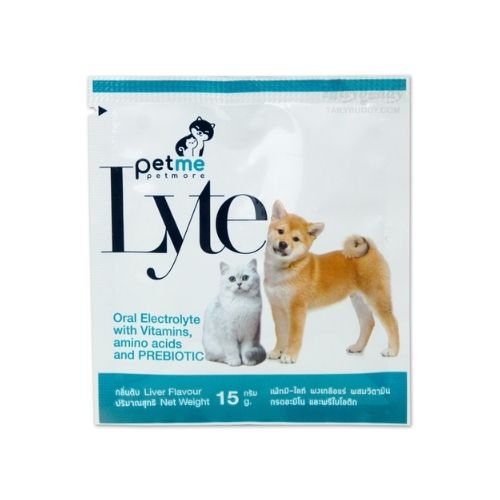 TAILYBUDDY.COM
petme
petmore
Lyte
Oral Electrolyte
with Vitamins,
amino acids
and PREBIOTIC
กลิ่นตับ Liver Flavour
ปริมาณสุทธิ Net Weight 15 กรัม g.
เพ็ทมี-ไลท์ ผงเกลือแร่ ผสมวิตามิน
กรดอะมิโน และพรีไบโอติก